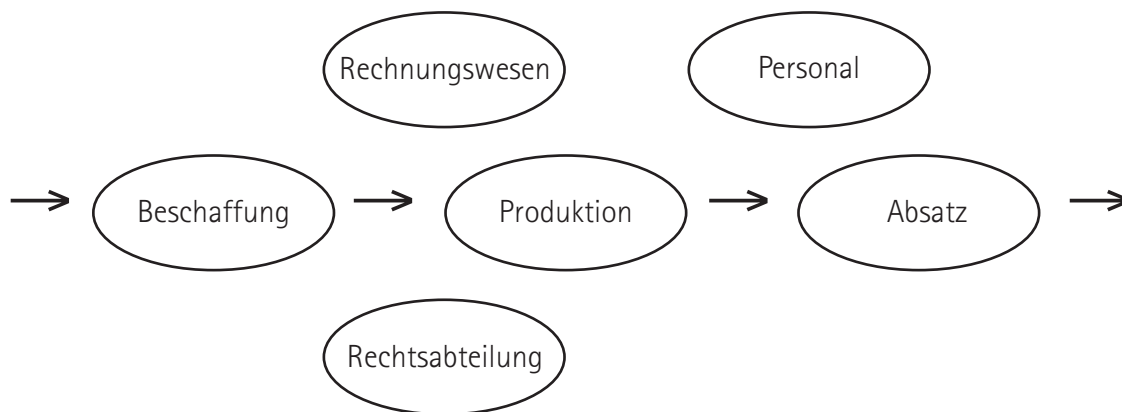 Rechnungswesen
Personal
Beschaffung
Produktion
Absatz
Rechtsabteilung